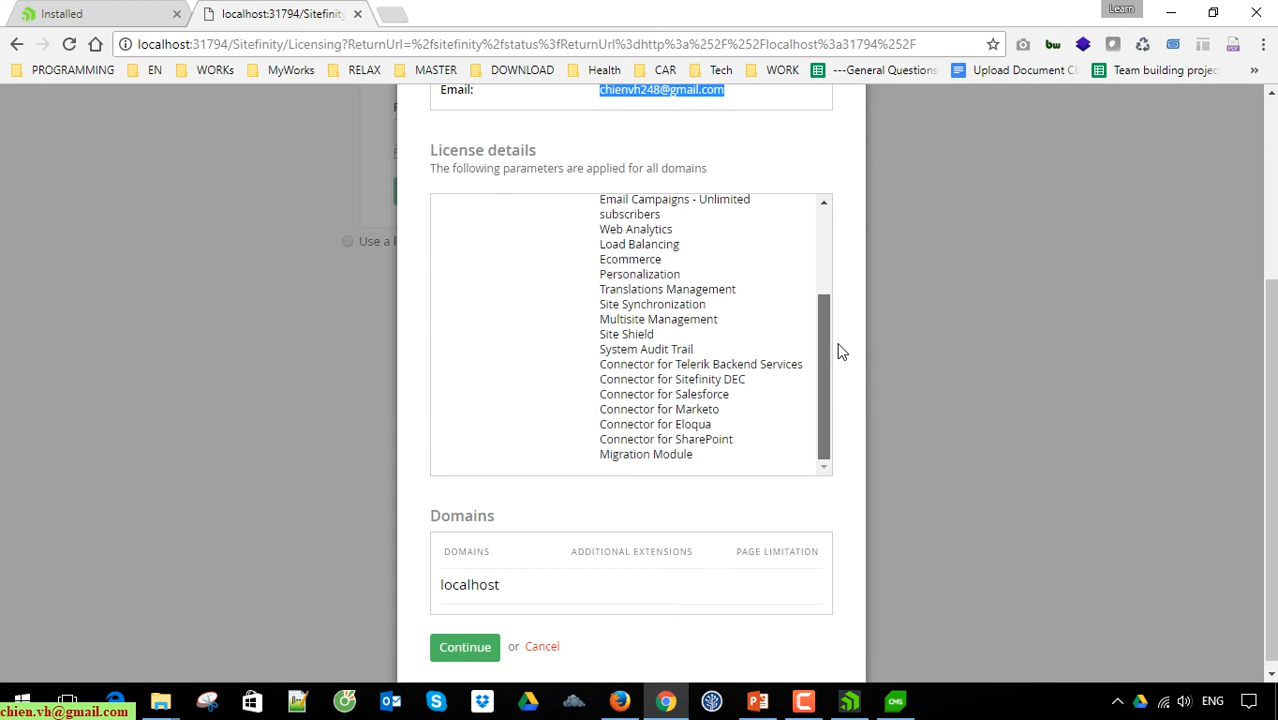 Installed
localhost:31794/Sitefinity
Learn
localhost:31794/Sitefinity/Licensing?ReturnUrl=%2fsitefinity%2fstatus%3fReturnUrl%3dhttp%3a%252F%252Flocalhost%3a31794%252F
PROGRAMMING EN WORKs MyWorks RELAX MASTER DOWNLOAD Health CAR Tech WORK ---General Questions Upload Document Cl Team building projec »
Email: chienvh248@gmail.com
License details
The following parameters are applied for all domains
Email Campaigns - Unlimited
subscribers
Web Analytics
Load Balancing
Use a l
Ecommerce
Personalization
Translations Management
Site Synchronization
Multisite Management
Site Shield
System Audit Trail
Connector for Telerik Backend Services
Connector for Sitefinity DEC
Connector for Salesforce
Connector for Marketo
Connector for Eloqua
Connector for SharePoint
Migration Module
Domains
DOMAINS ADDITIONAL EXTENSIONS PAGE LIMITATION
localhost
Continue or Cancel
ENG
chien.vh@gmail.com